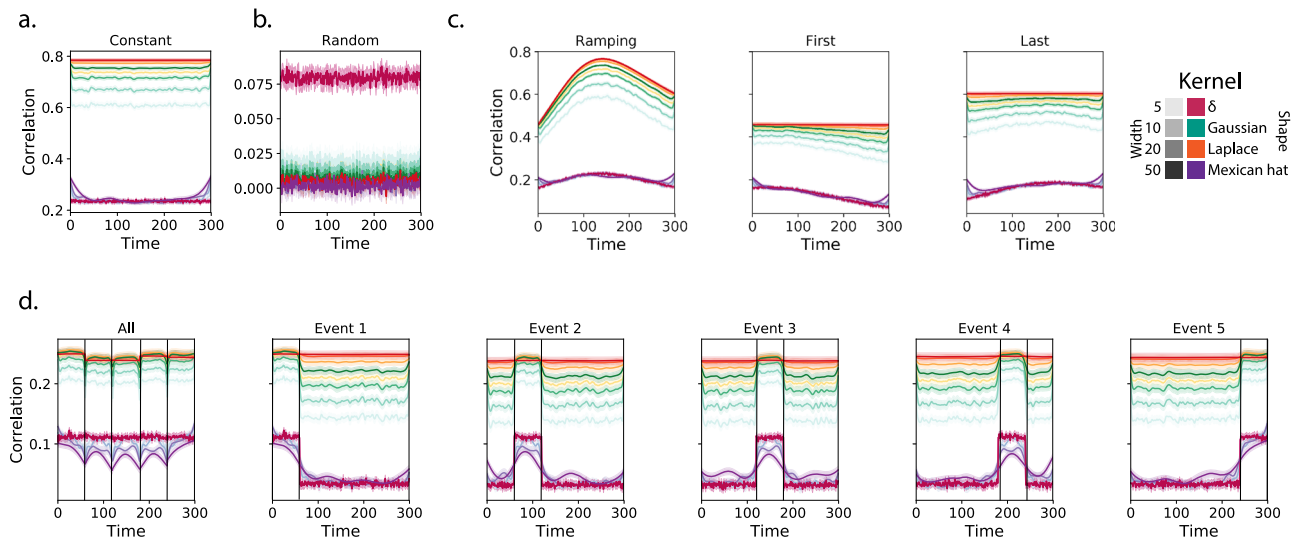 a.
b.
c.
Constant
Random
Ramping
First
Last
0.8
0.6
0.4
0.2
Correlation
0 100 200 300
Time
0.075
0.050
0.025
0.000
0 100 200 300
Time
0.8
0.6
0.4
0.2
Correlation
0 100 200 300
Time
0 100 200 300
Time
0 100 200 300
Time
Kernel
Width
Shape
5 δ
10 Gaussian
20 Laplace
50 Mexican hat
d.
All
Event 1
Event 2
Event 3
Event 4
Event 5
0.2
0.1
Correlation
0 100 200 300
Time
0 100 200 300
Time
0 100 200 300
Time
0 100 200 300
Time
0 100 200 300
Time
0 100 200 300
Time